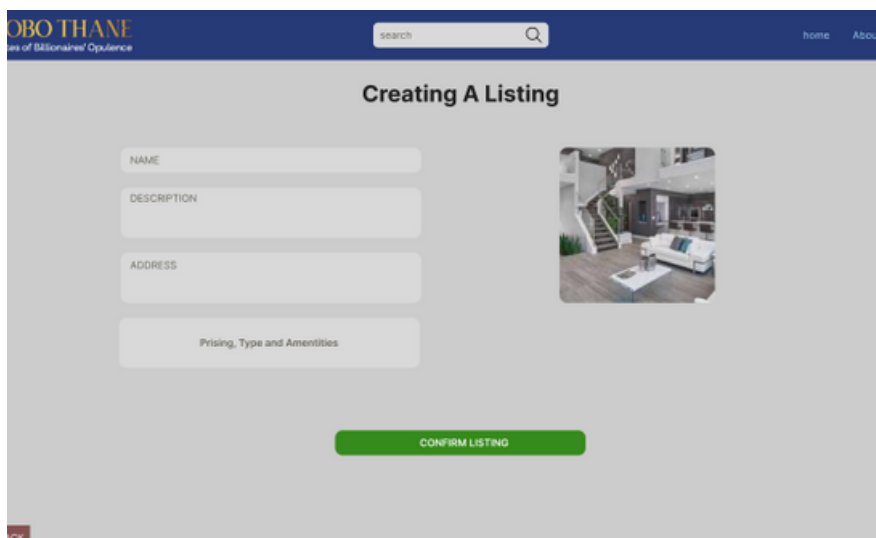 OBO THANE
es of Billionaires' Opulence
search
home Abou
Creating A Listing
NAME
DESCRIPTION
ADDRESS
Prising, Type and Amentities
CONFIRM LISTING
CK